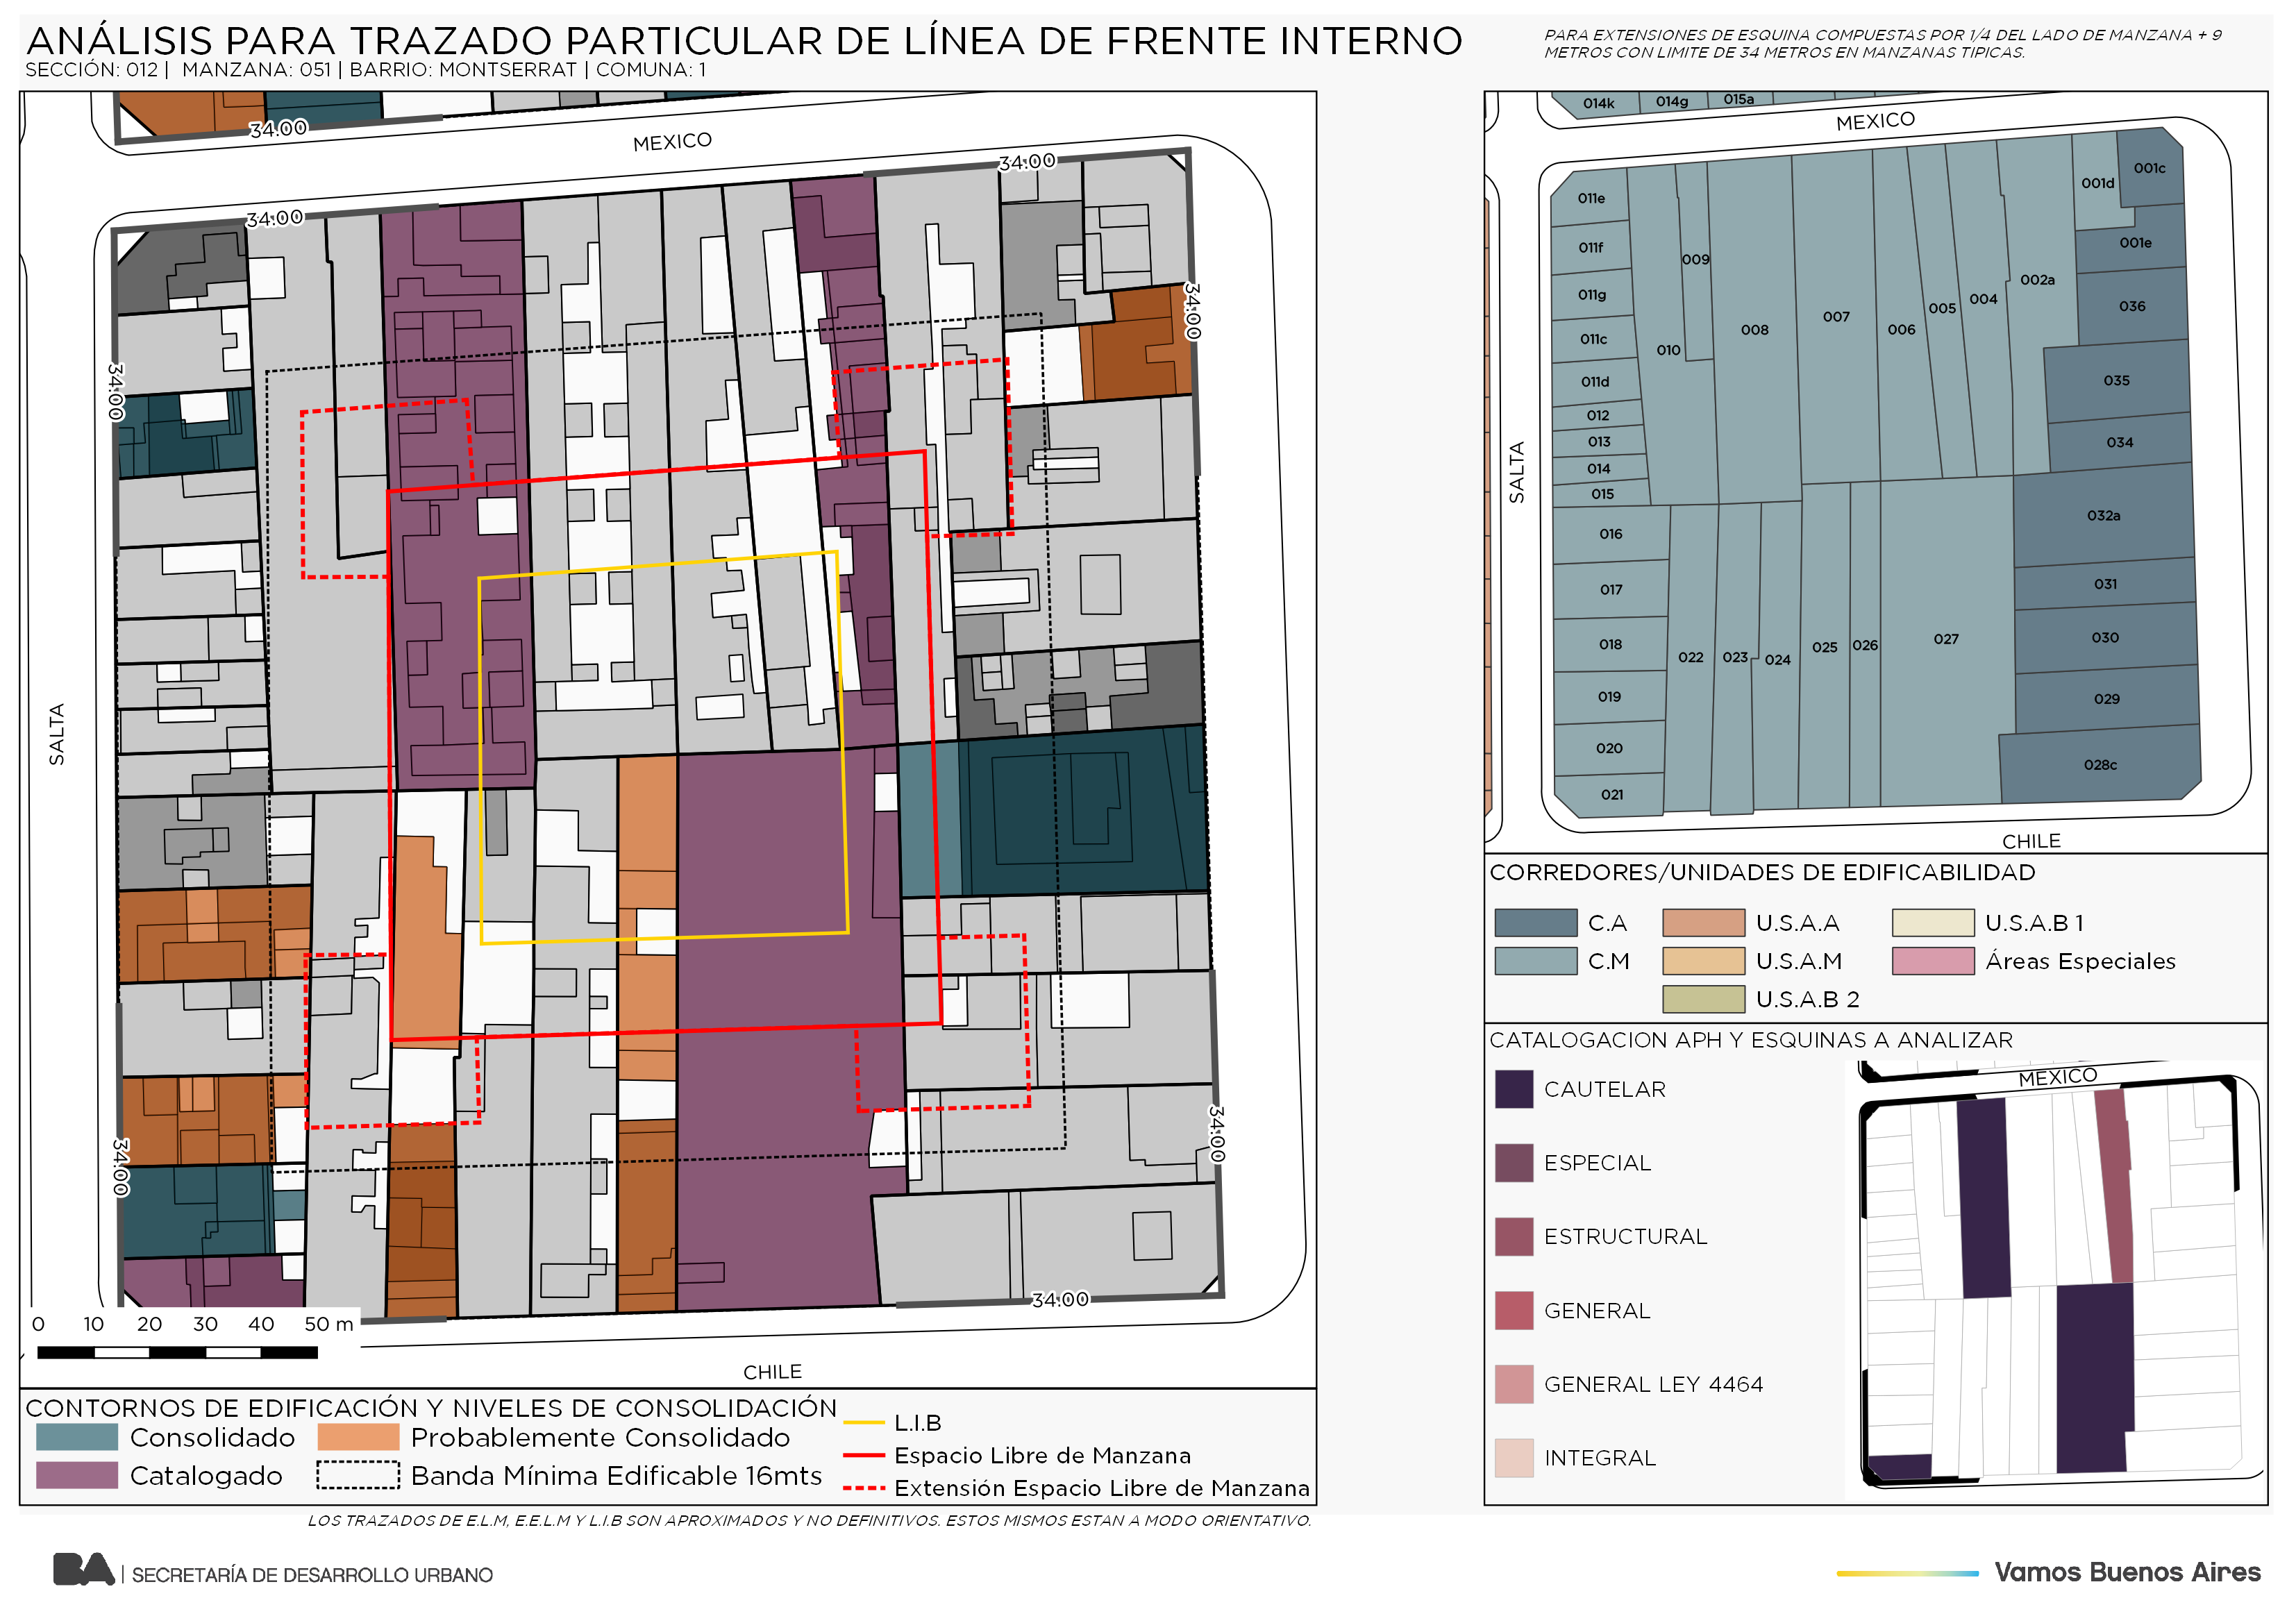 ANÁLISIS PARA TRAZADO PARTICULAR DE LÍNEA DE FRENTE INTERNO
SECCIÓN: 012 | MANZANA: 051 | BARRIO: MONTSERRAT | COMUNA: 1
PARA EXTENSIONES DE ESQUINA COMPUESTAS POR 1/4 DEL LADO DE MANZANA + 9
METROS CON LIMITE DE 34 METROS EN MANZANAS TIPICAS.
34.00
MEXICO
34.00
34.00
34.00
34.00
SALTA
34.00
34.00
34.00
CHILE
0 10 20 30 40 50 m
CONTORNOS DE EDIFICACIÓN Y NIVELES DE CONSOLIDACIÓN
Consolidado
Probablemente Consolidado
Catalogado
Banda Mínima Edificable 16mts
L.I.B
Espacio Libre de Manzana
Extensión Espacio Libre de Manzana
LOS TRAZADOS DE E.L.M, E.E.L.M Y L.I.B SON APROXIMADOS Y NO DEFINITIVOS. ESTOS MISMOS ESTAN A MODO ORIENTATIVO.
014k 014g 015a
MEXICO
011e
001d
001c
011f
009
001e
011g
002a
036
011c
010
008
007
006
005
004
011d
035
012
013
034
014
015
016
032a
017
031
018
022
023
024
025
026
027
030
019
029
020
028c
021
SALTA
CHILE
CORREDORES/UNIDADES DE EDIFICABILIDAD
C.A
U.S.A.A
U.S.A.B 1
C.M
U.S.A.M
Áreas Especiales
U.S.A.B 2
CATALOGACION APH Y ESQUINAS A ANALIZAR
CAUTELAR
ESPECIAL
ESTRUCTURAL
GENERAL
GENERAL LEY 4464
INTEGRAL
MEXICO
BA | SECRETARÍA DE DESARROLLO URBANO
Vamos Buenos Aires